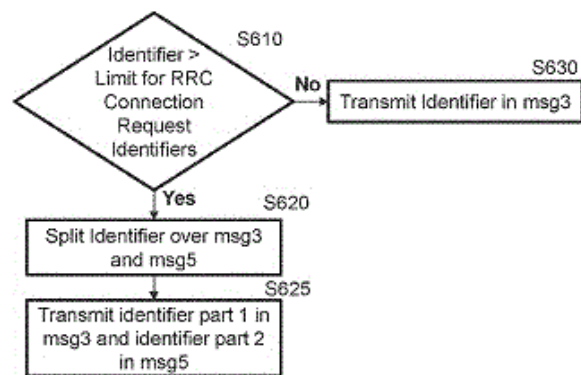 S610
Identifier >
Limit for RRC
Connection
Request
Identifiers
No
S630
Transmit Identifier in msg3
Yes
S620
Split Identifier over msg3
and msg5
S625
Transmit identifier part 1 in
msg3 and identifier part 2
in msg5